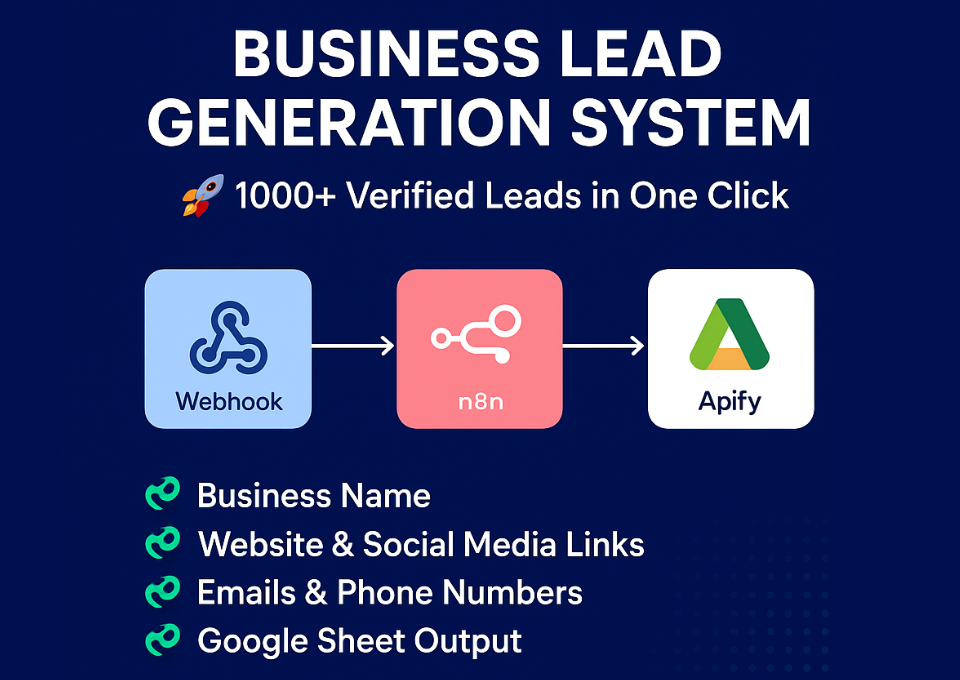 BUSINESS LEAD
GENERATION SYSTEM
🚀 1000+ Verified Leads in One Click
Webhook
n8n
Apify
Business Name
Website & Social Media Links
Emails & Phone Numbers
Google Sheet Output